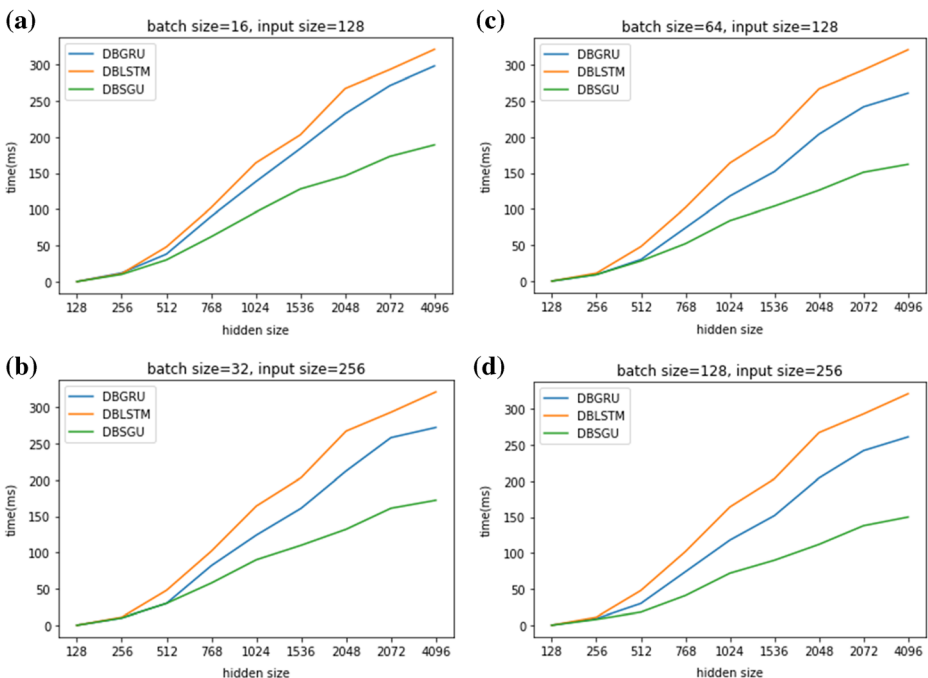 (a)
batch size=16, input size=128
DBGRU
DBLSTM
DBSGU
300
250
200
150
100
50
0
time(ms)
128 256 512 768 1024 1536 2048 2072 4096
hidden size
(c)
batch size=64, input size=128
DBGRU
DBLSTM
DBSGU
300
250
200
150
100
50
0
time(ms)
128 256 512 768 1024 1536 2048 2072 4096
hidden size
(b)
batch size=32, input size=256
DBGRU
DBLSTM
DBSGU
300
250
200
150
100
50
0
time(ms)
128 256 512 768 1024 1536 2048 2072 4096
hidden size
(d)
batch size=128, input size=256
DBGRU
DBLSTM
DBSGU
300
250
200
150
100
50
0
time(ms)
128 256 512 768 1024 1536 2048 2072 4096
hidden size